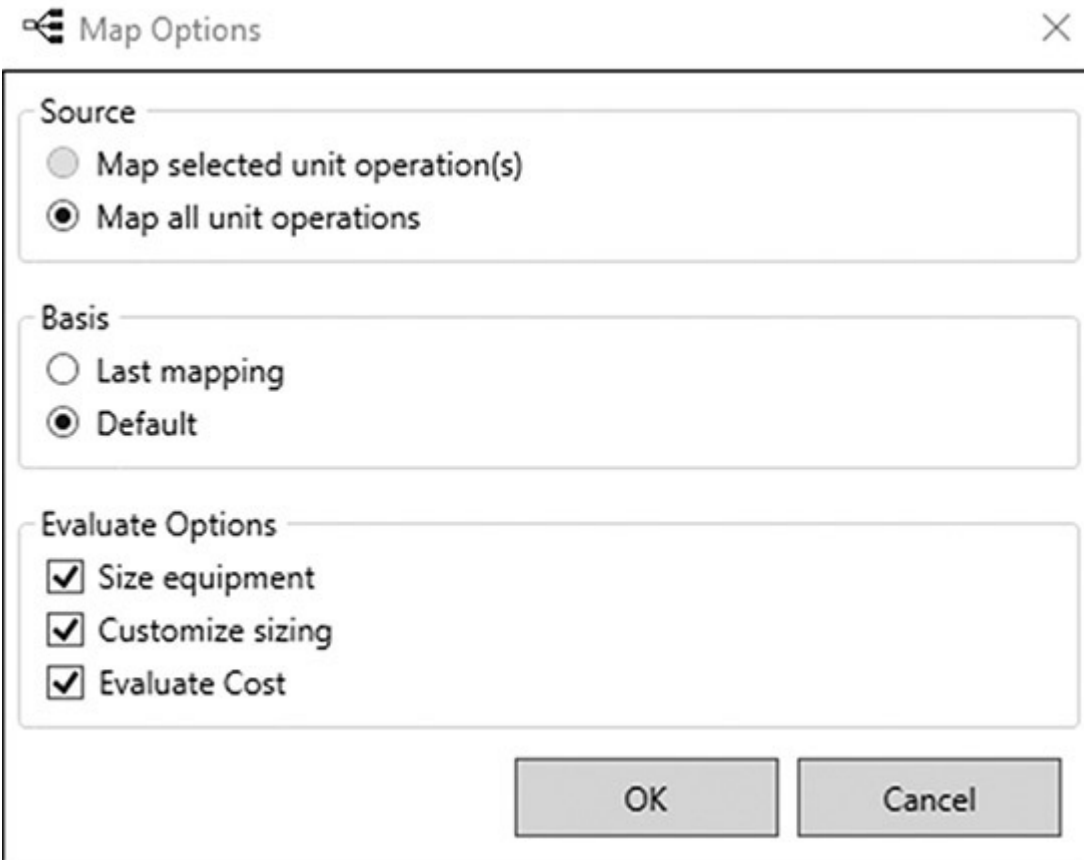 Map Options
Source
Map selected unit operation(s)
Map all unit operations
Basis
Last mapping
Default
Evaluate Options
Size equipment
Customize sizing
Evaluate Cost
OK
Cancel